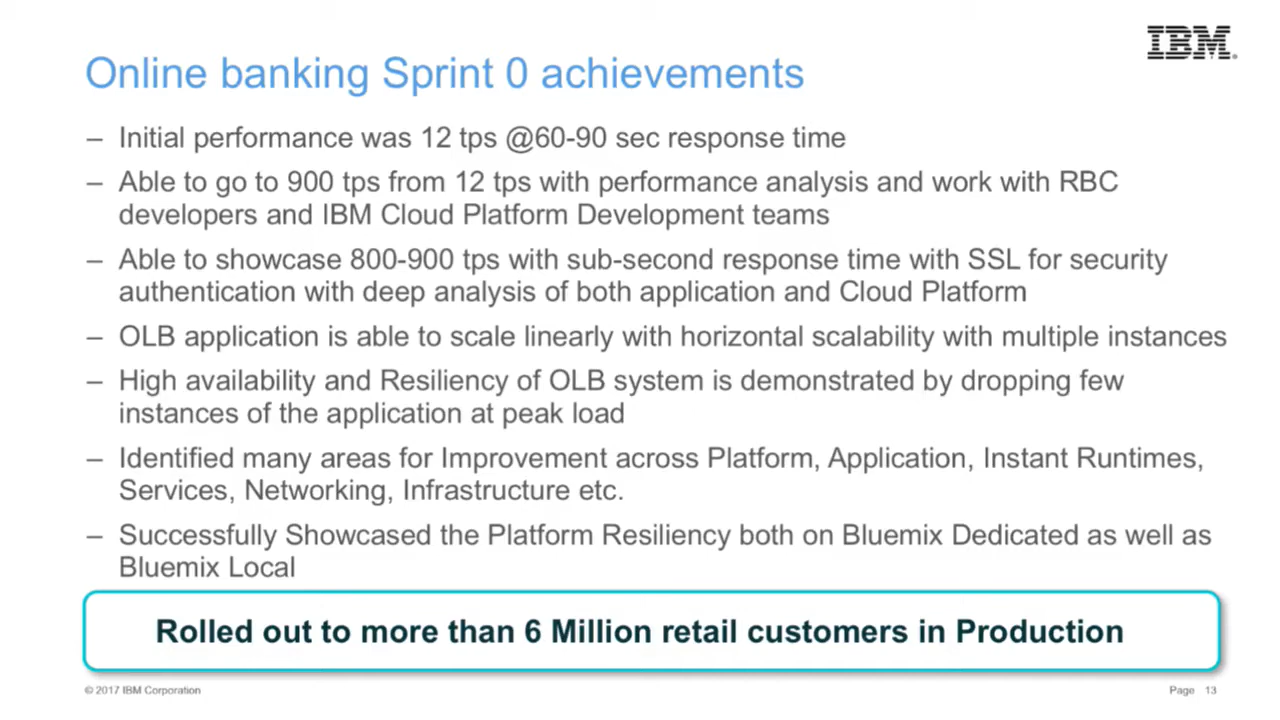 IBM
Online banking Sprint 0 achievements
– Initial performance was 12 tps @60-90 sec response time
– Able to go to 900 tps from 12 tps with performance analysis and work with RBC
developers and IBM Cloud Platform Development teams
– Able to showcase 800-900 tps with sub-second response time with SSL for security
authentication with deep analysis of both application and Cloud Platform
– OLB application is able to scale linearly with horizontal scalability with multiple instances
– High availability and Resiliency of OLB system is demonstrated by dropping few
instances of the application at peak load
– Identified many areas for Improvement across Platform, Application, Instant Runtimes,
Services, Networking, Infrastructure etc.
– Successfully Showcased the Platform Resiliency both on Bluemix Dedicated as well as
Bluemix Local
Rolled out to more than 6 Million retail customers in Production
© 2017 IBM Corporation
Page 13